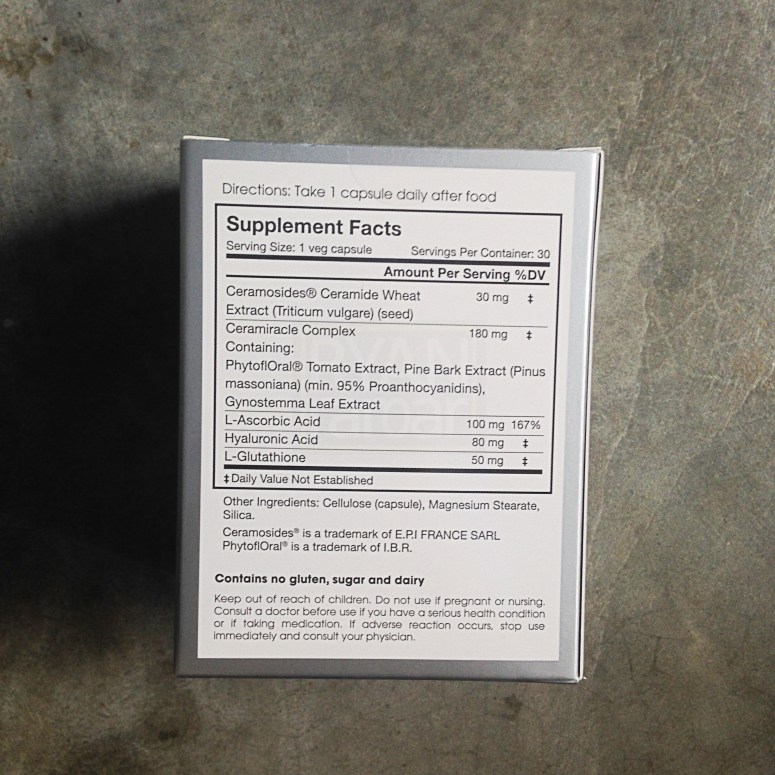 Directions: Take 1 capsule daily after food
Supplement Facts
Serving Size: 1 veg capsule Servings Per Container: 30
Amount Per Serving %DV
Ceramosides® Ceramide Wheat 30 mg ‡
Extract (Triticum vulgare) (seed)
Ceramiracle Complex 180 mg ‡
Containing:
PhytoflOral® Tomato Extract, Pine Bark Extract (Pinus
massoniana) (min. 95% Proanthocyanidins),
Gynostemma Leaf Extract
L-Ascorbic Acid 100 mg 167%
Hyaluronic Acid 80 mg ‡
L-Glutathione 50 mg ‡
‡ Daily Value Not Established
Other Ingredients: Cellulose (capsule), Magnesium Stearate,
Silica.
Ceramosides® is a trademark of E.P.I FRANCE SARL
PhytoflOral® is a trademark of I.B.R.
Contains no gluten, sugar and dairy
Keep out of reach of children. Do not use if pregnant or nursing.
Consult a doctor before use if you have a serious health condition
or if taking medication. If adverse reaction occurs, stop use
immediately and consult your physician.